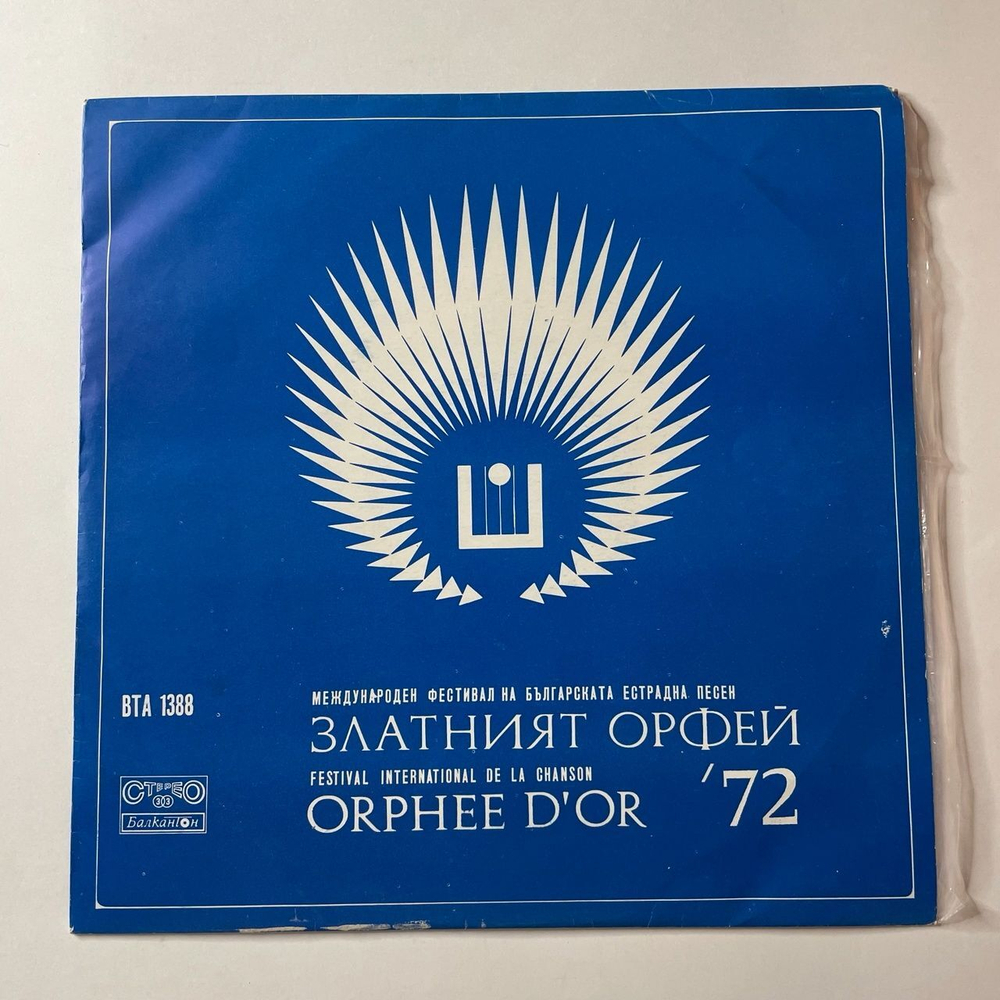 ВТА 1388
МЕЖДУНАРОДЕН ФЕСТИВАЛ НА БЪЛГАРСКАТА ЕСТРАДНА ПЕСЕН
ЗЛАТНИЯТ ОРФЕЙ
FESTIVAL INTERNATIONAL DE LA CHANSON
ORPHEE D'OR '72
СТЕРЕО
33
Балкантон